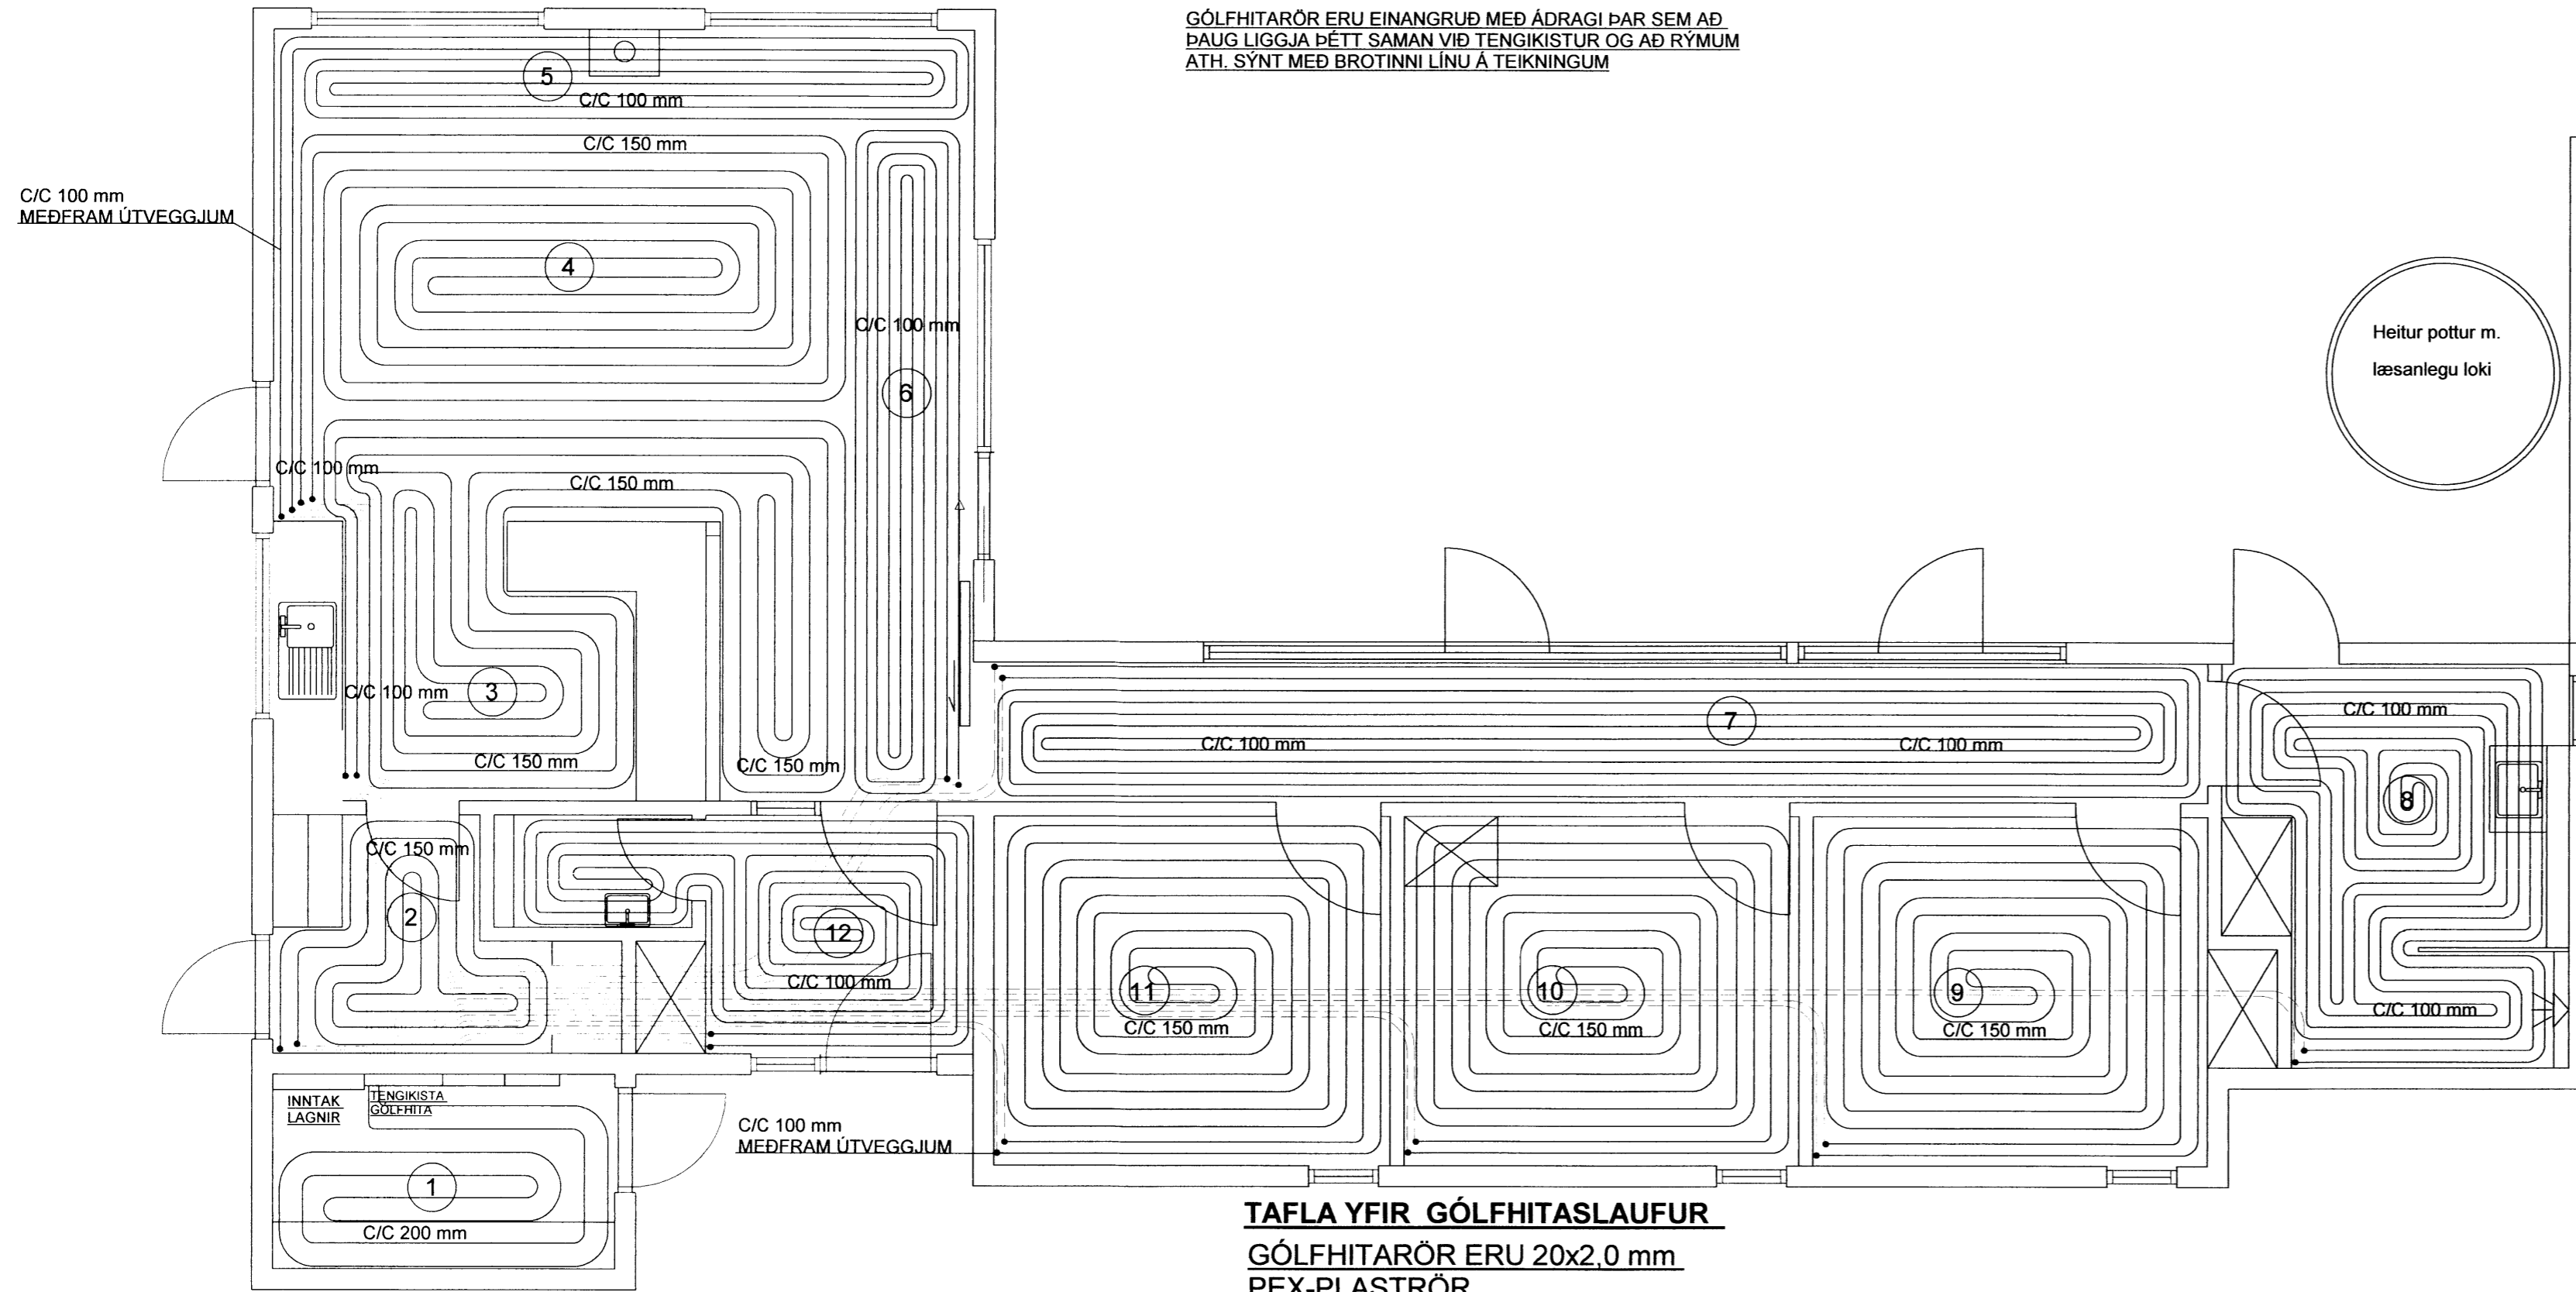 GÓLFHITARÖR ERU EINANGRUÐ MEÐ ÁDRAGI ÞAR SEM AÐ
ÞAUG LIGGJA ÞÉTT SAMAN VIÐ TENGIKISTUR OG AÐ RÝMUM
ATH. SÝNT MEÐ BROTINNI LÍNU Á TEIKNINGUM
5
C/C 100 mm
C/C 150 mm
C/C 100 mm
MEÐFRAM ÚTVEGGJUM
4
C/C 100 mm
6
Heitur pottur m.
læsanlegu loki
C/C 100 mm
C/C 150 mm
C/C 100 mm
3
C/C 150 mm
C/C 150 mm
7
C/C 100 mm
C/C 100 mm
C/C 100 mm
8
C/C 150 mm
2
12
C/C 100 mm
11
C/C 150 mm
10
C/C 150 mm
9
C/C 150 mm
C/C 100 mm
INNTAK
LAGNIR
TENGIKISTA
GÓLFHITA
C/C 100 mm
MEÐFRAM ÚTVEGGJUM
1
C/C 200 mm
TAFLA YFIR GÓLFHITASLAUFUR
GÓLFHITARÖR ERU 20x2,0 mm
PEX-PLASTRÖR